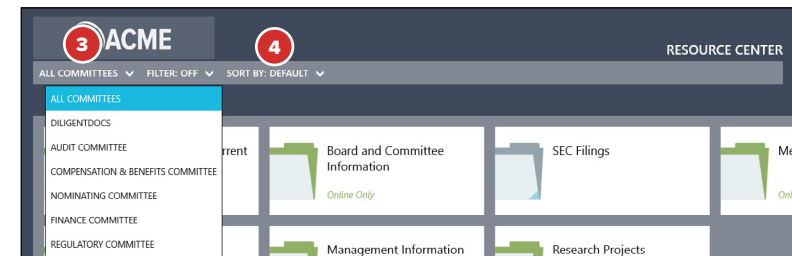 3
ACME
4
RESOURCE CENTER
ALL COMMITTEES
FILTER: OFF
SORT BY: DEFAULT
ALL COMMITTEES
DILIGENTDOCS
AUDIT COMMITTEE
COMPENSATION & BENEFITS COMMITTEE
NOMINATING COMMITTEE
FINANCE COMMITTEE
REGULATORY COMMITTEE
Board and Committee
Information
Online Only
SEC Filings
Management Information
Research Projects